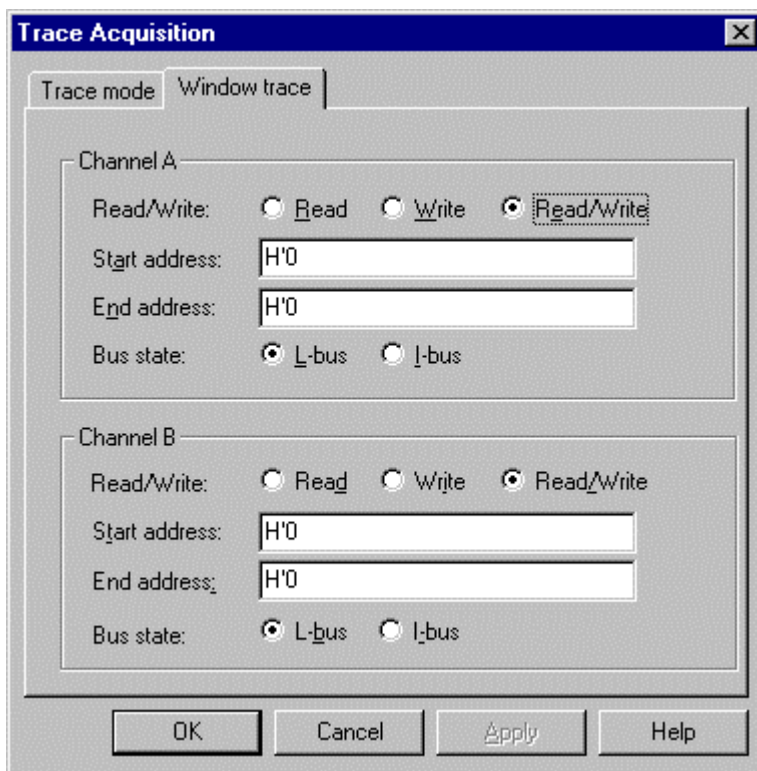 Trace Acquisition
Trace mode Window trace
Channel A
Read/Write: Read Write Read/Write
Start address: H'0
End address: H'0
Bus state: L-bus I-bus
Channel B
Read/Write: Read Write Read/Write
Start address: H'0
End address: H'0
Bus state: L-bus I-bus
OK Cancel Apply Help